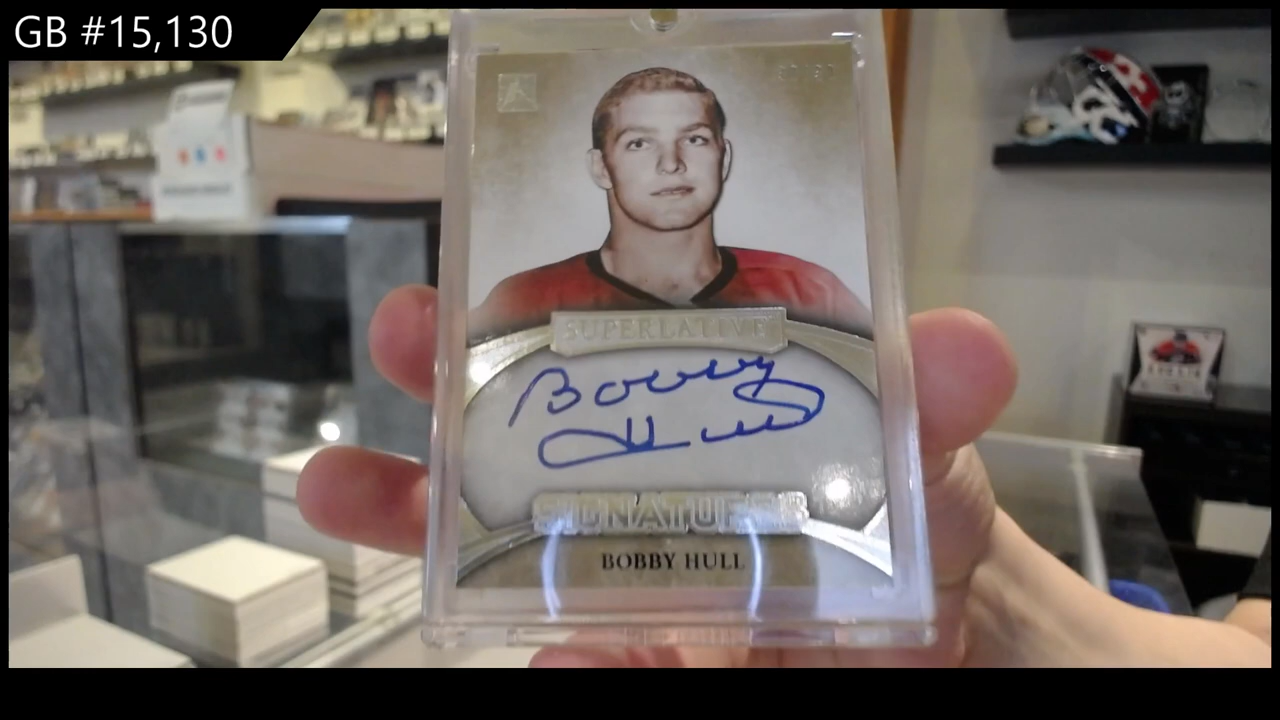 GB #15,130
SUPERLATIVE
Bobby
Hull
SIGNATURES
BOBBY HULL